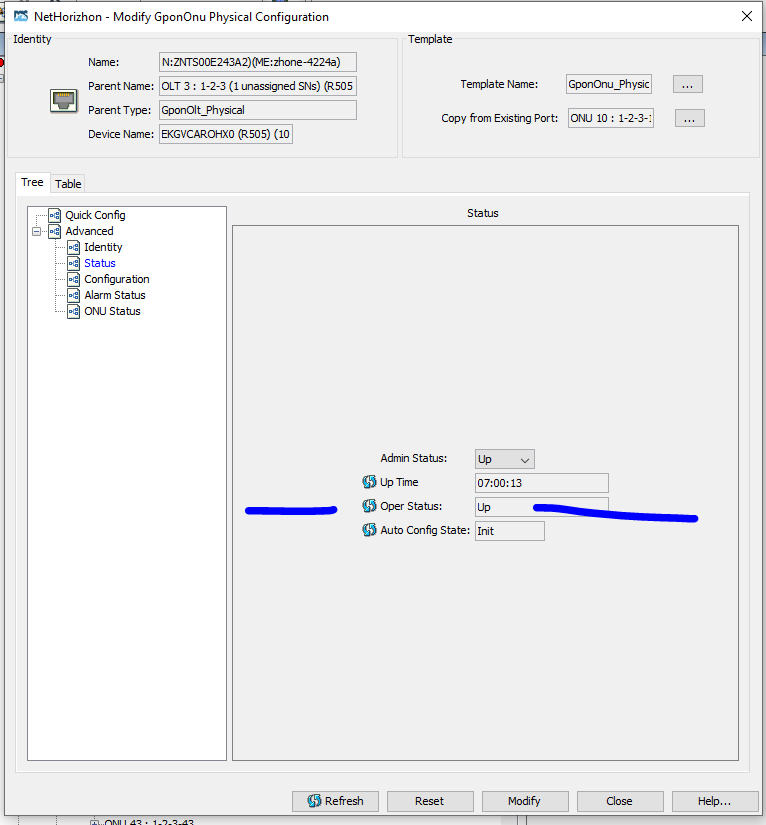 NetHorizhon - Modify GponOnu Physical Configuration
Identity
Name: N:ZNTS00E243A2)(ME:zhone-4224a)
Parent Name: OLT 3 : 1-2-3 (1 unassigned SNs) (R505
Parent Type: GponOlt_Physical
Device Name: EKGVCAROHX0 (R505) (10
Template
Template Name: GponOnu_Physic ...
Copy from Existing Port: ONU 10 : 1-2-3-1 ...
Tree Table
Quick Config
Advanced
Identity
Status
Configuration
Alarm Status
ONU Status
Status
Admin Status: Up
Up Time 07:00:13
Oper Status: Up
Auto Config State: Init
Refresh Reset Modify Close Help...
ONU 43 : 1-2-3-43